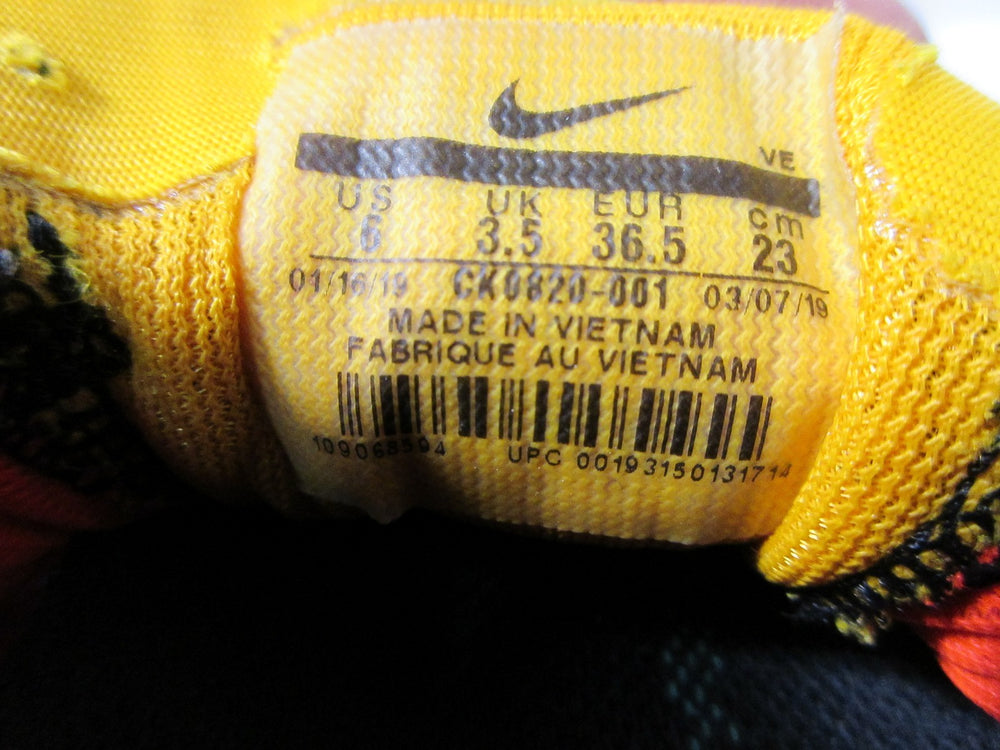 VE
US UK EUR cm
6 3.5 36.5 23
01/16/19 CK0820-001 03/07/19
MADE IN VIETNAM
FABRIQUE AU VIETNAM
109068594 UPC 00193150131714